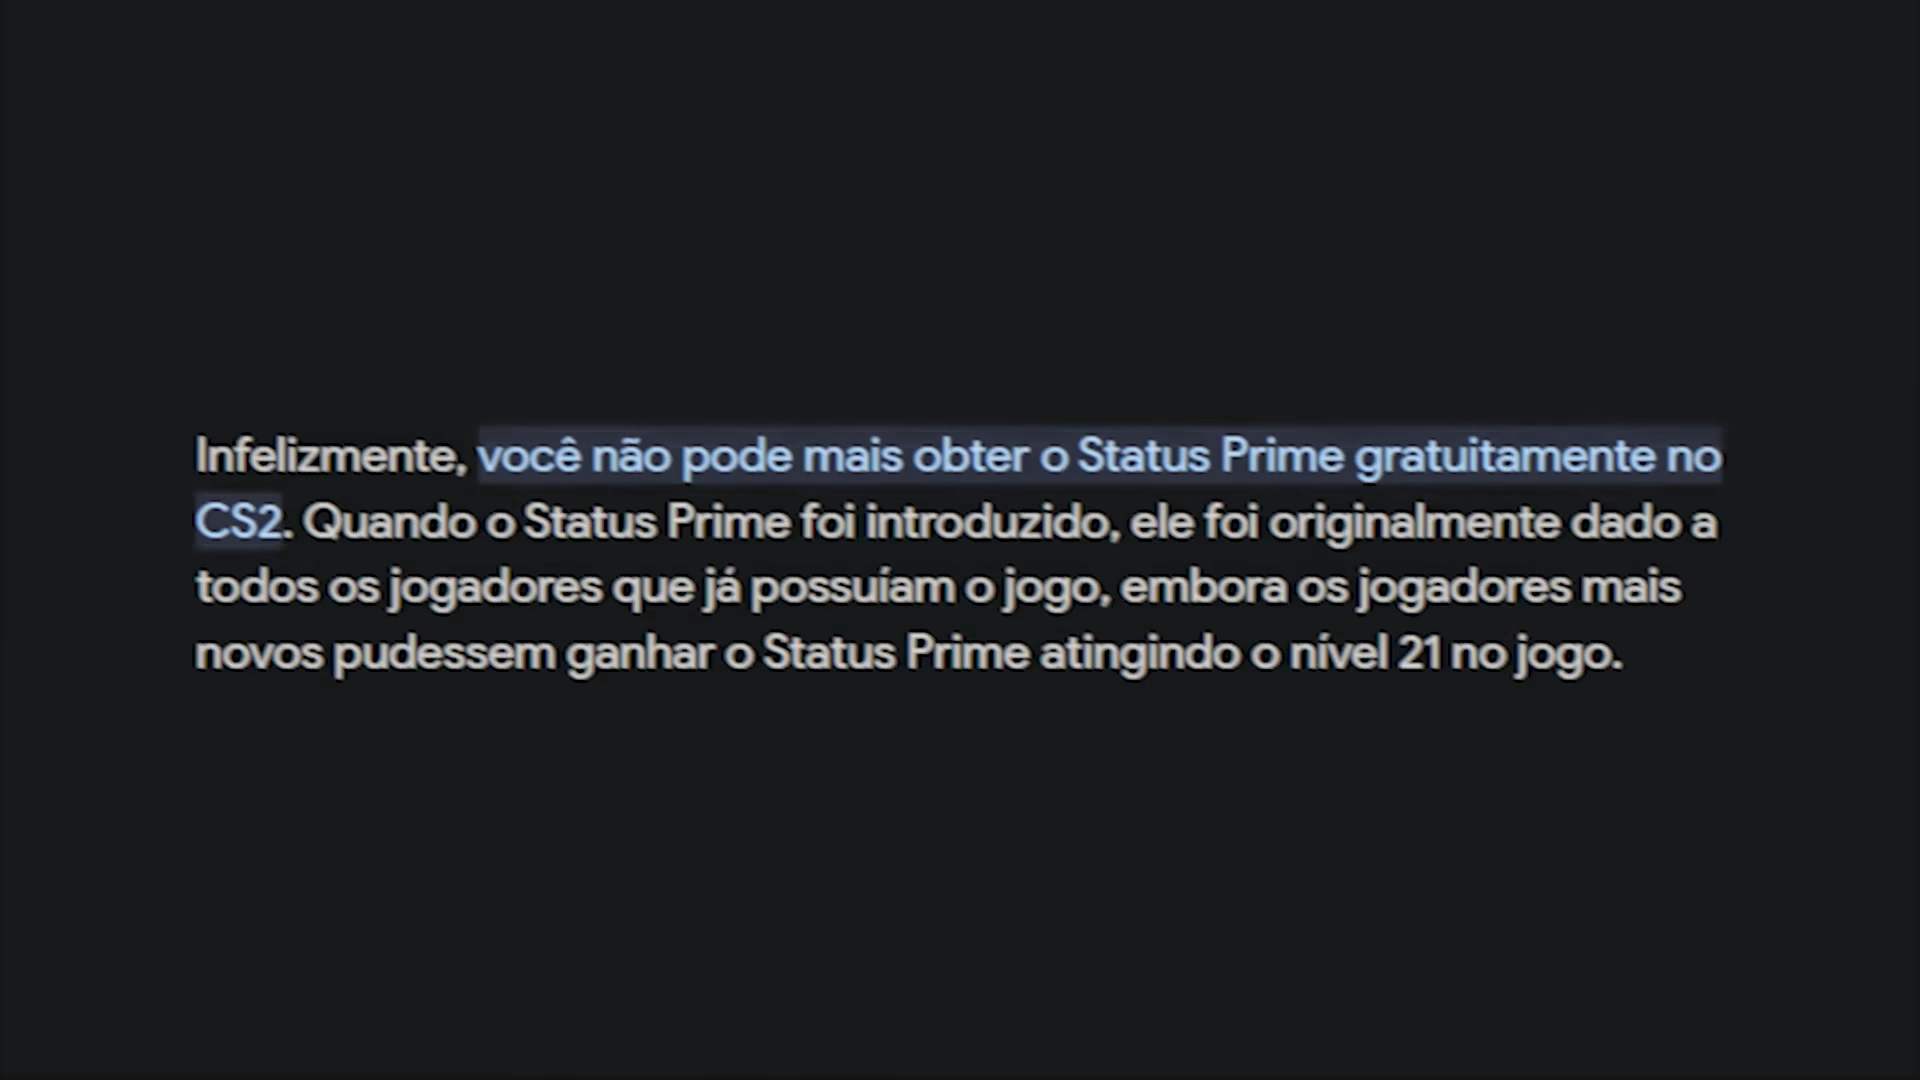 Infelizmente, você não pode mais obter o Status Prime gratuitamente no
CS2. Quando o Status Prime foi introduzido, ele foi originalmente dado a
todos os jogadores que já possuíam o jogo, embora os jogadores mais
novos pudessem ganhar o Status Prime atingindo o nível 21 no jogo.